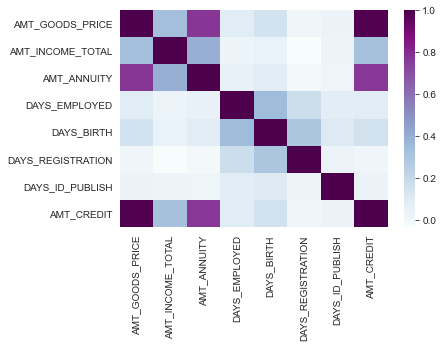 AMT_GOODS_PRICE
AMT_INCOME_TOTAL
AMT_ANNUITY
DAYS_EMPLOYED
DAYS_BIRTH
DAYS_REGISTRATION
DAYS_ID_PUBLISH
AMT_CREDIT
AMT_GOODS_PRICE
AMT_INCOME_TOTAL
AMT_ANNUITY
DAYS_EMPLOYED
DAYS_BIRTH
DAYS_REGISTRATION
DAYS_ID_PUBLISH
AMT_CREDIT
1.0
0.8
0.6
0.4
0.2
0.0